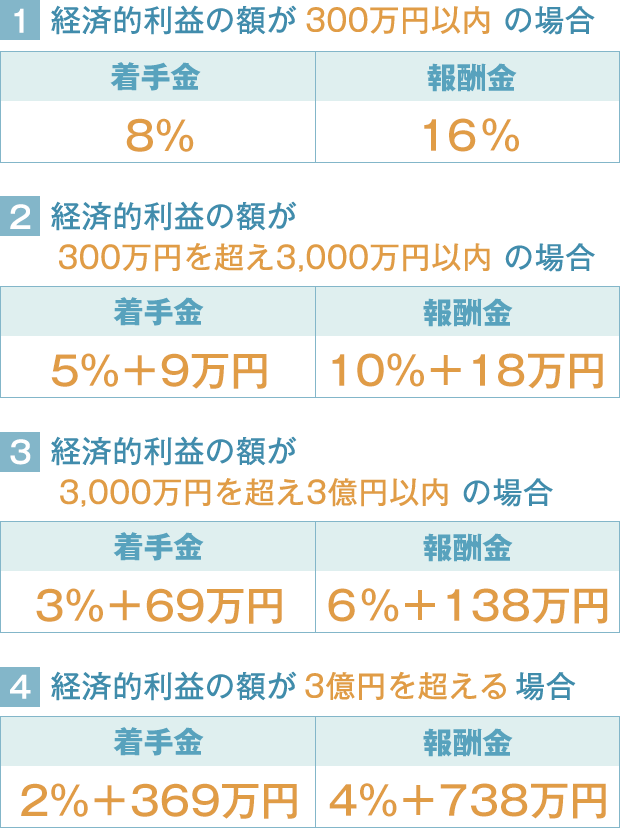 1 経済的利益の額が 300万円以内 の場合
着手金 報酬金
8% 16%
2 経済的利益の額が
300万円を超え3,000万円以内 の場合
着手金 報酬金
5%+9万円 10%+18万円
3 経済的利益の額が
3,000万円を超え3億円以内 の場合
着手金 報酬金
3%+69万円 6%+138万円
4 経済的利益の額が 3億円を超える 場合
着手金 報酬金
2%+369万円 4%+738万円